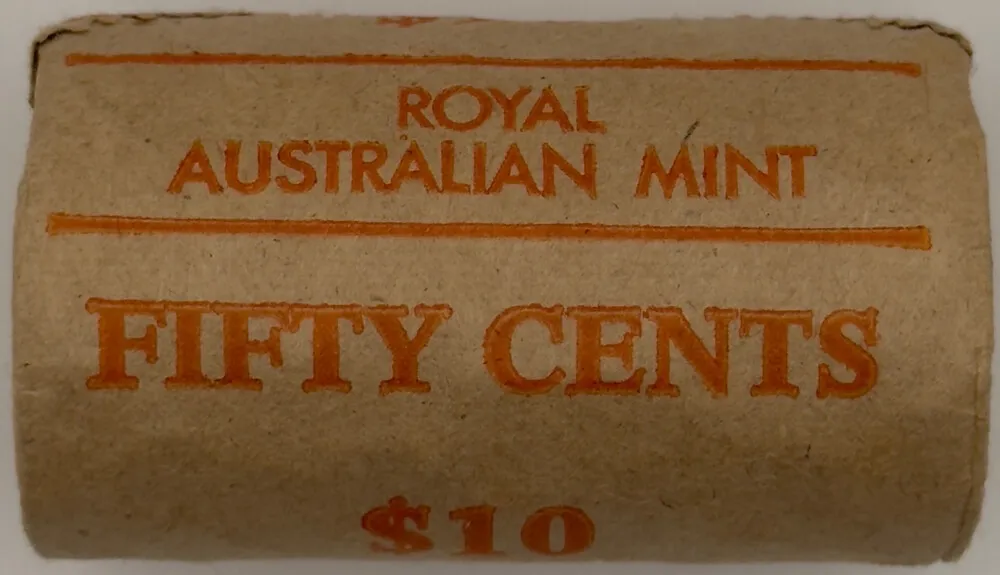 ROYAL
AUSTRALIAN MINT
FIFTY CENTS
$10